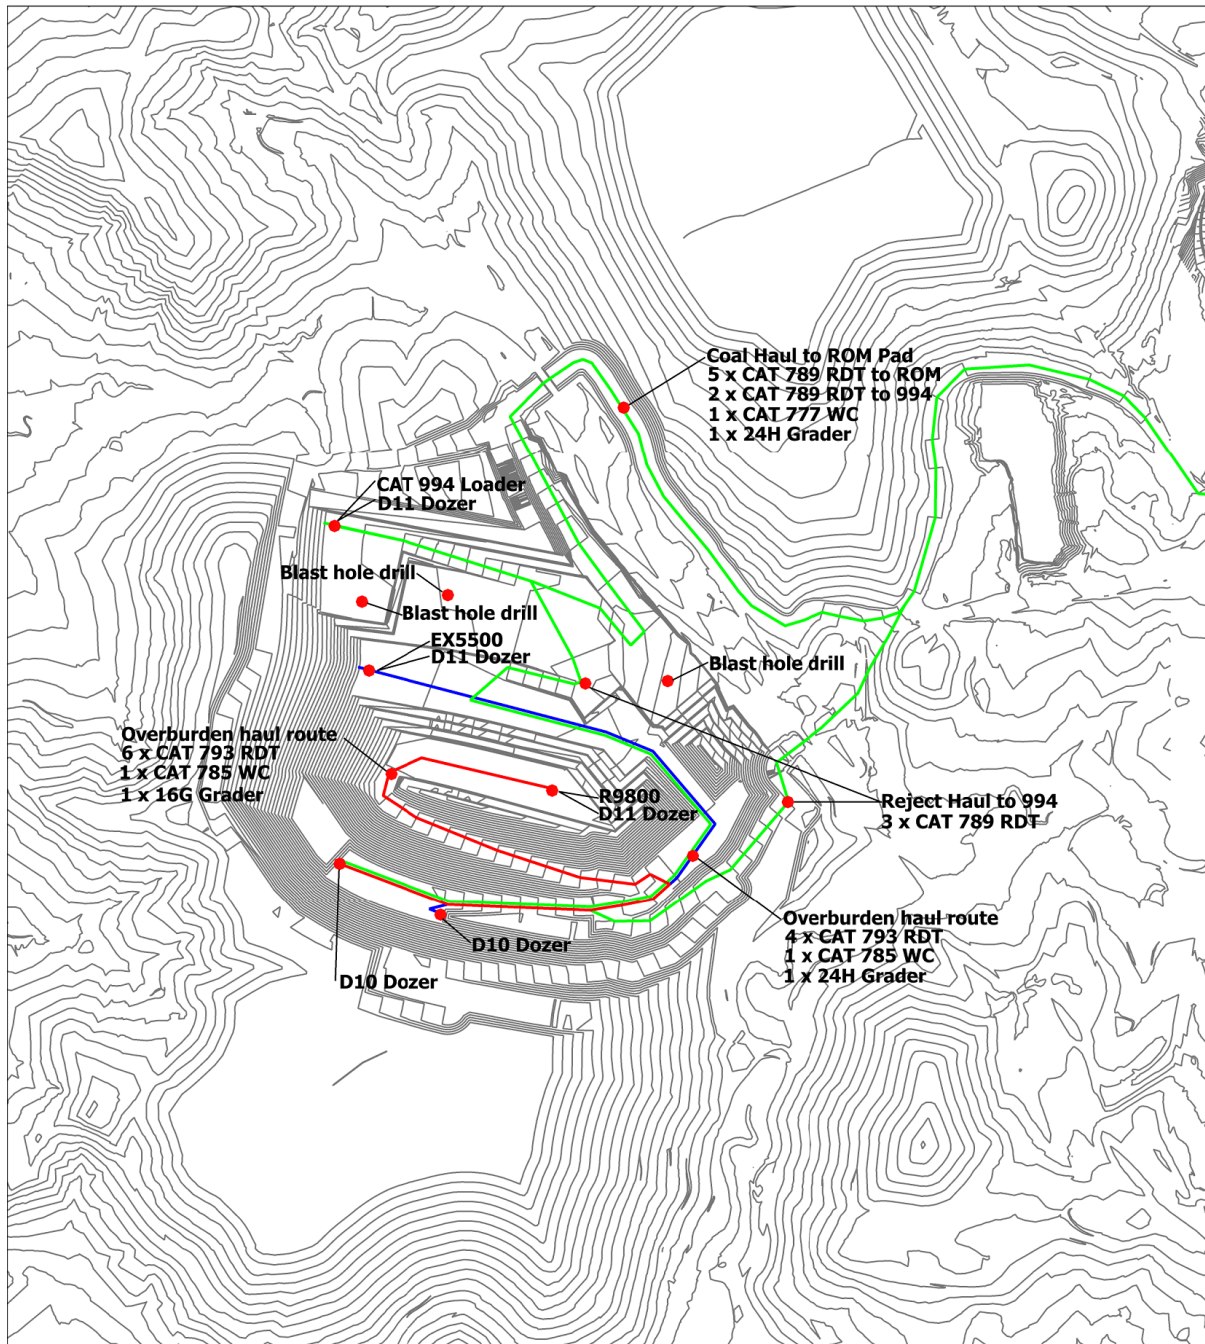 Coal Haul to ROM Pad
5 x CAT 789 RDT to ROM
2 x CAT 789 RDT to 994
1 x CAT 777 WC
1 x 24H Grader
CAT 994 Loader
D11 Dozer
Blast hole drill
Blast hole drill
EX5500
D11 Dozer
Blast hole drill
Overburden haul route
6 x CAT 793 RDT
1 x CAT 785 WC
1 x 16G Grader
R9800
D11 Dozer
Reject Haul to 994
3 x CAT 789 RDT
Overburden haul route
4 x CAT 793 RDT
1 x CAT 785 WC
1 x 24H Grader
D10 Dozer
D10 Dozer